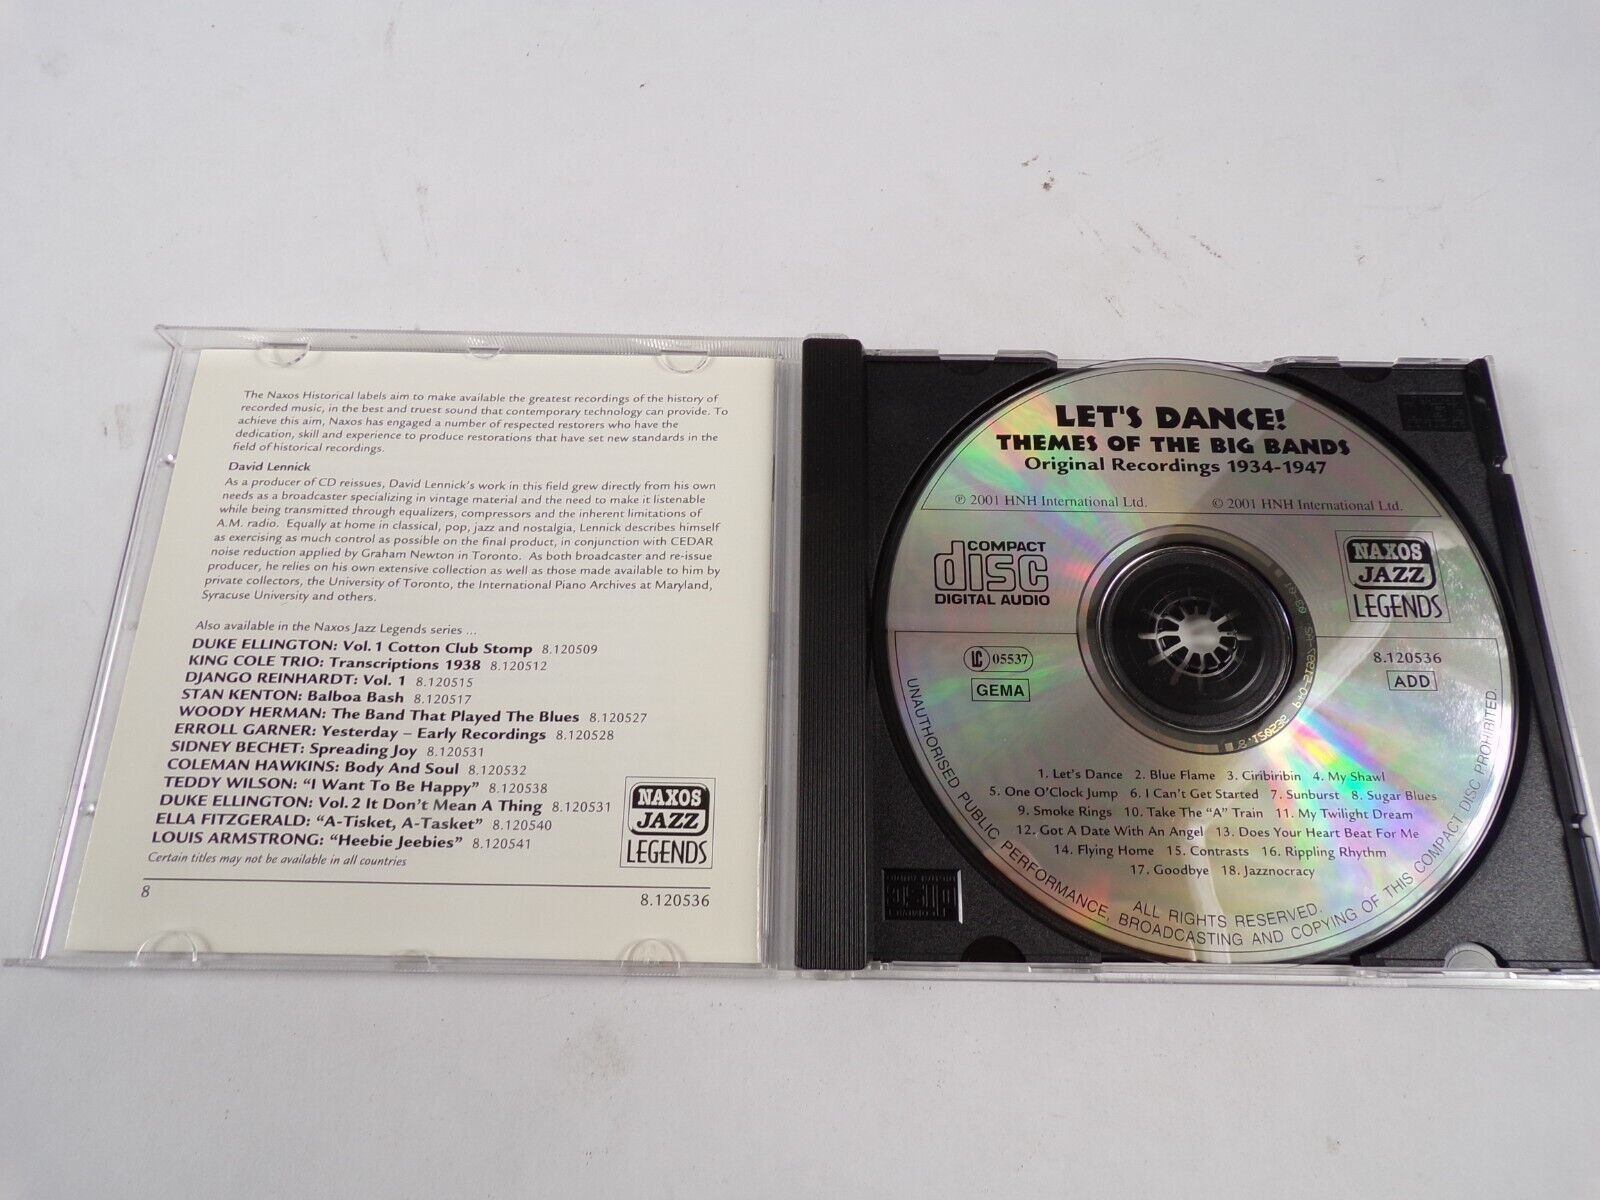 The Naxos Historical labels aim to make available the greatest recordings of the history of
recorded music, in the best and truest sound that contemporary technology can provide. To
achieve this aim, Naxos has engaged a number of respected restorers who have the
dedication, skill and experience to produce restorations that have set new standards in the
field of historical recordings.
David Lennick
As a producer of CD reissues, David Lennick's work in this field grew directly from his own
needs as a broadcaster specializing in vintage material and the need to make it listenable
while being transmitted through equalizers, compressors and the inherent limitations of
A.M. radio. Equally at home in classical, pop, jazz and nostalgia, Lennick describes himself
as exercising as much control as possible on the final product, in conjunction with CEDAR
noise reduction applied by Graham Newton in Toronto. As both broadcaster and re-issue
producer, he relies on his own extensive collection as well as those made available to him by
private collectors, the University of Toronto, the International Piano Archives at Maryland,
Syracuse University and others.
Also available in the Naxos Jazz Legends series ...
DUKE ELLINGTON: Vol. 1 Cotton Club Stomp 8.120509
KING COLE TRIO: Transcriptions 1938 8.120512
DJANGO REINHARDT: Vol. 1 8.120515
STAN KENTON: Balboa Bash 8.120517
WOODY HERMAN: The Band That Played The Blues 8.120527
ERROLL GARNER: Yesterday – Early Recordings 8.120528
SIDNEY BECHET: Spreading Joy 8.120531
COLEMAN HAWKINS: Body And Soul 8.120532
TEDDY WILSON: "I Want To Be Happy" 8.120538
DUKE ELLINGTON: Vol. 2 It Don't Mean A Thing 8.120531
ELLA FITZGERALD: "A-Tisket, A-Tasket" 8.120540
LOUIS ARMSTRONG: "Heebie Jeebies" 8.120541
Certain titles may not be available in all countries
NAXOS
JAZZ
LEGENDS
8
8.120536
LET'S DANCE!
THEMES OF THE BIG BANDS
Original Recordings 1934-1947
℗ 2001 HNH International Ltd.
© 2001 HNH International Ltd.
COMPACT
disc
DIGITAL AUDIO
NAXOS
JAZZ
LEGENDS
LC 05537
GEMA
8.120536
ADD
1. Let's Dance 2. Blue Flame 3. Ciribiribin 4. My Shawl
5. One O'Clock Jump 6. I Can't Get Started 7. Sunburst 8. Sugar Blues
9. Smoke Rings 10. Take The "A" Train 11. My Twilight Dream
12. Got A Date With An Angel 13. Does Your Heart Beat For Me
14. Flying Home 15. Contrasts 16. Rippling Rhythm
17. Goodbye 18. Jazznocracy
ALL RIGHTS RESERVED.
UNAUTHORISED PUBLIC PERFORMANCE, BROADCASTING AND COPYING OF THIS COMPACT DISC PROHIBITED.